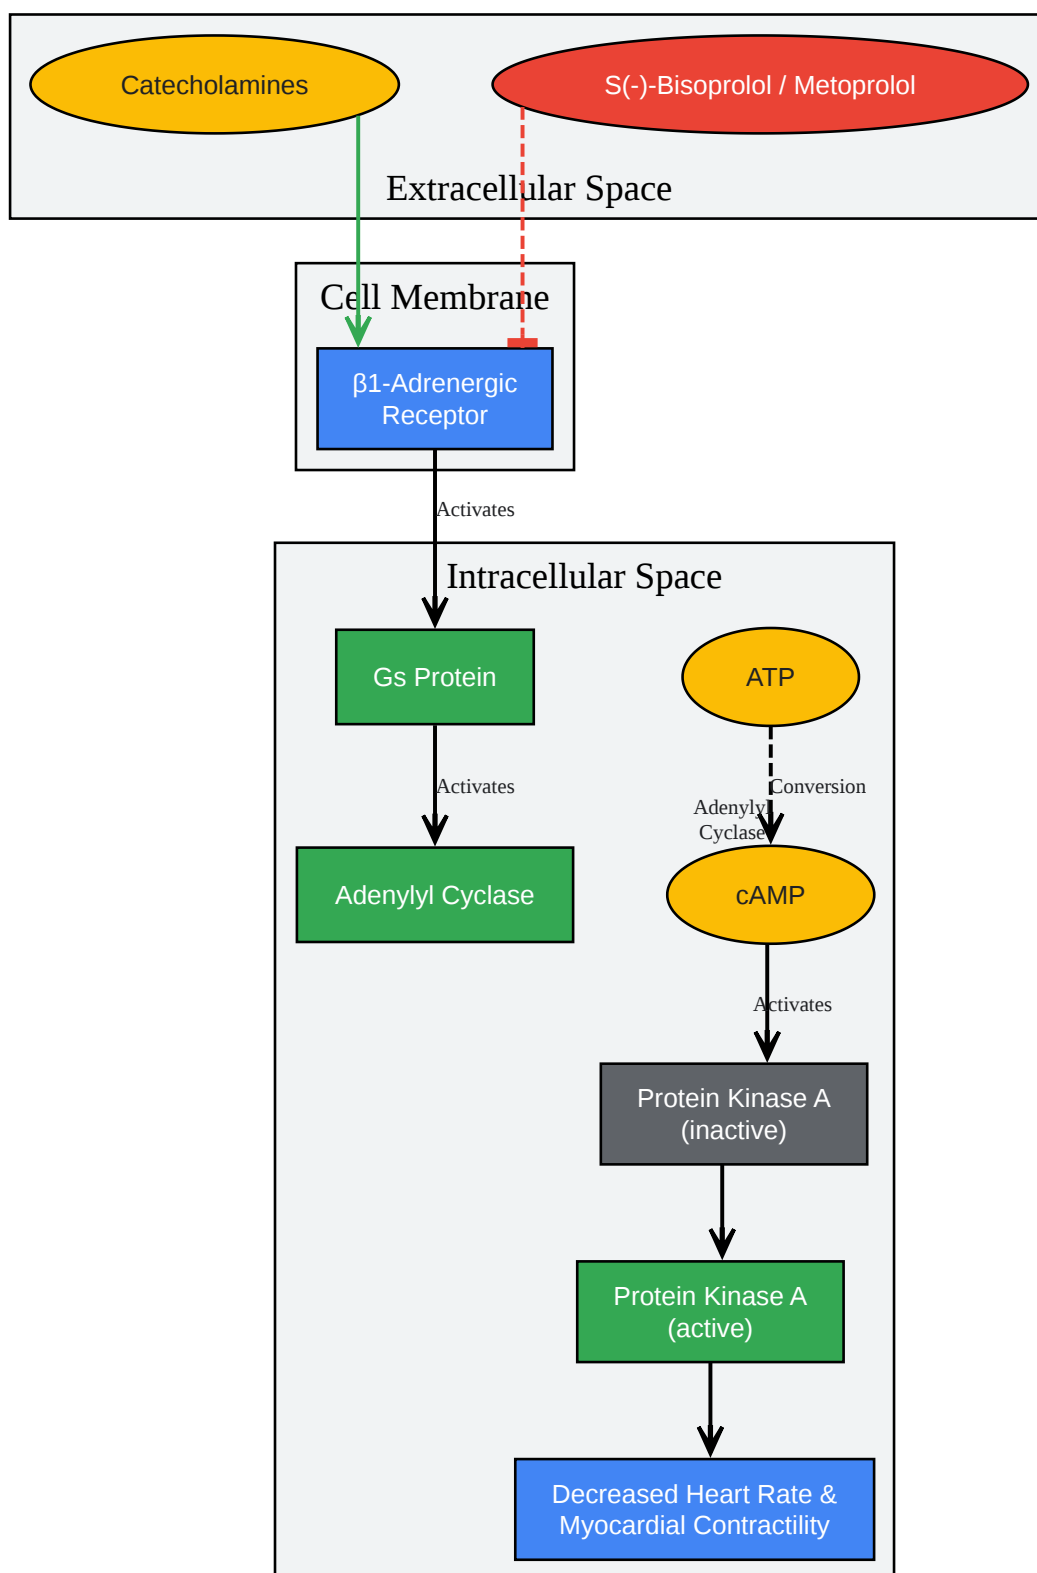 Catecholamines
S(-)-Bisoprolol / Metoprolol
Extracellular Space
Cell Membrane
β1-Adrenergic
Receptor
Activates
Intracellular Space
Gs Protein
ATP
Activates
Conversion
Adenylyl
Cyclase
Adenylyl Cyclase
cAMP
Activates
Protein Kinase A
(inactive)
Protein Kinase A
(active)
Decreased Heart Rate &
Myocardial Contractility